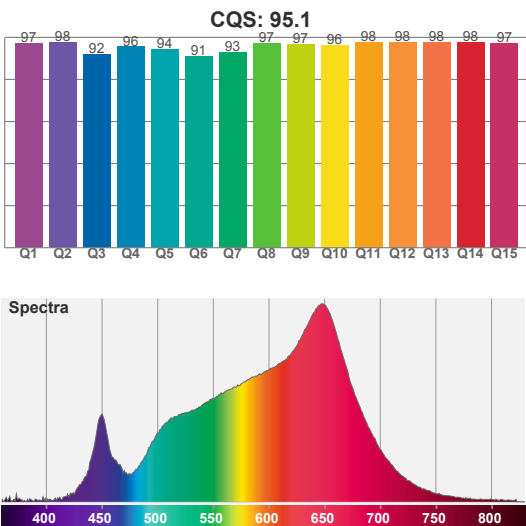 CQS: 95.1
97 98 92 96 94 91 93 97 97 96 98 98 98 98 97
Q1 Q2 Q3 Q4 Q5 Q6 Q7 Q8 Q9 Q10 Q11 Q12 Q13 Q14 Q15
Spectra
400 450 500 550 600 650 700 750 800